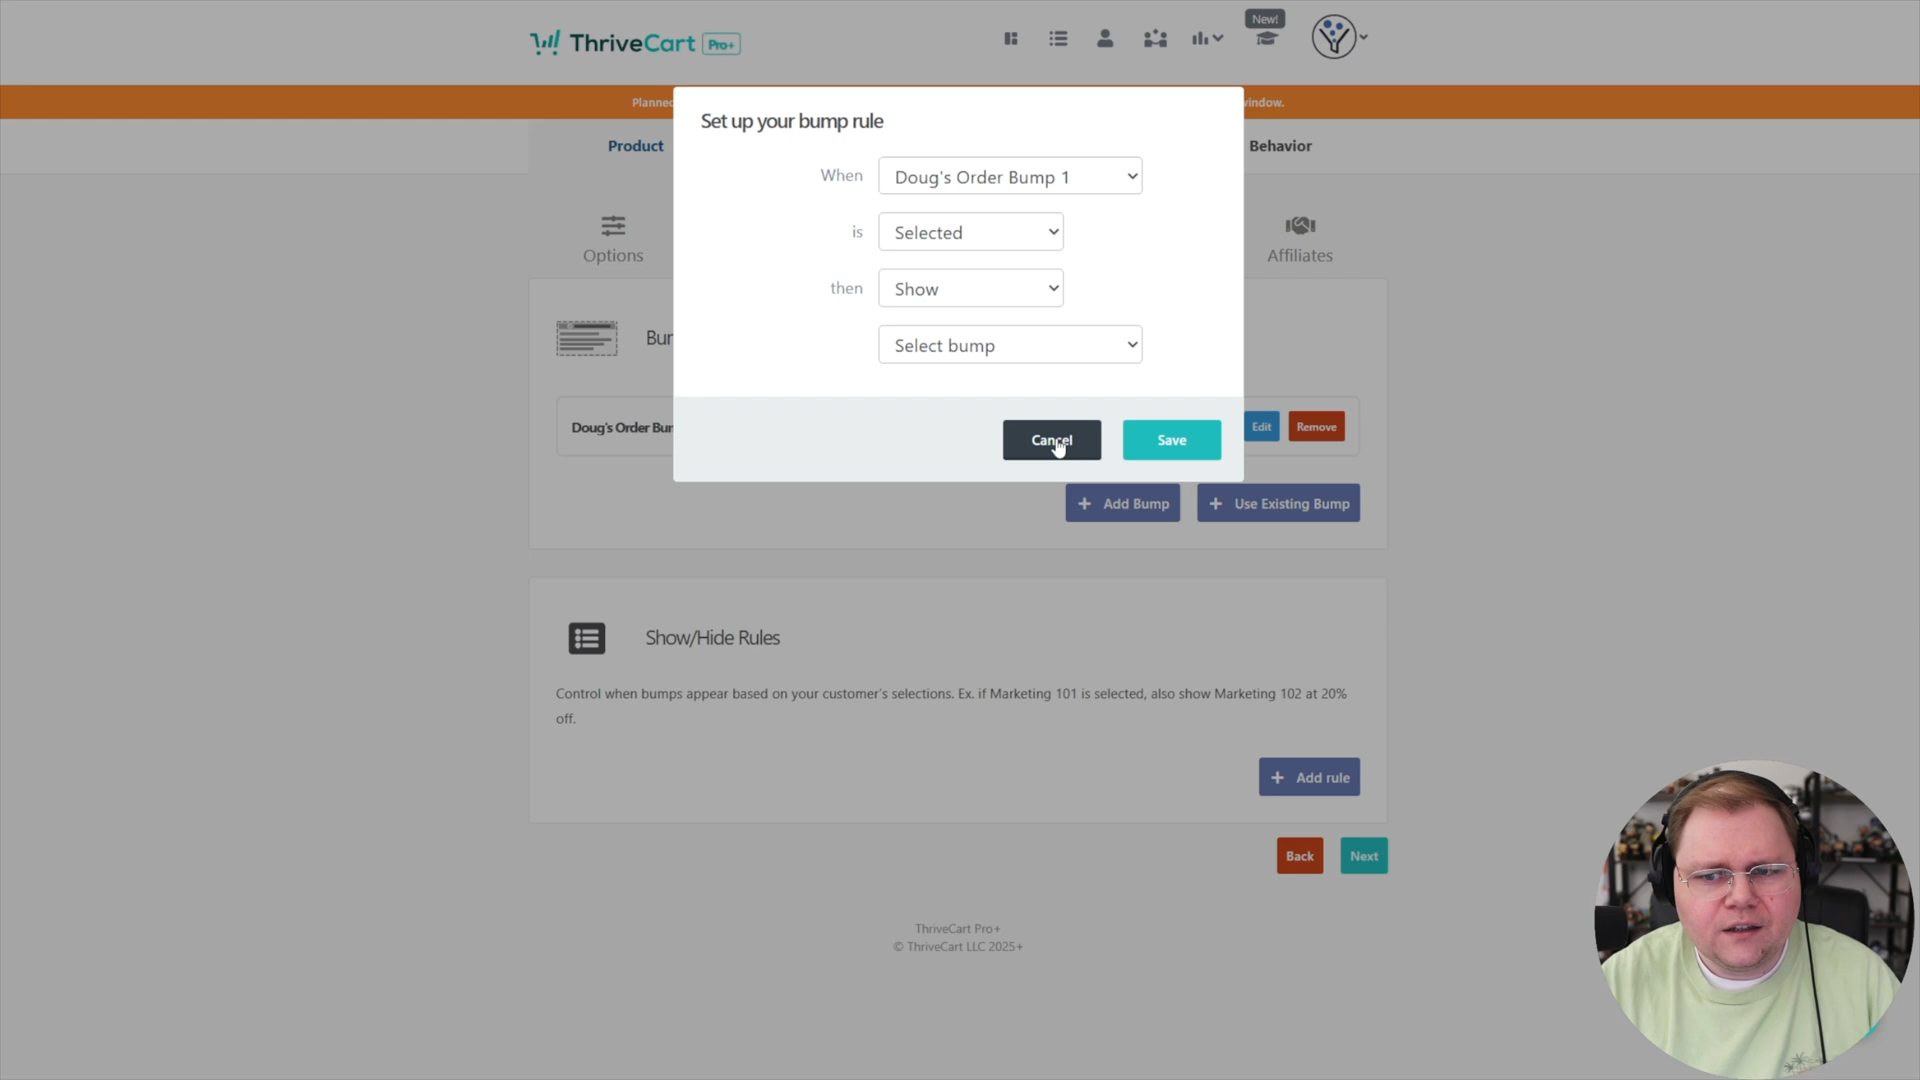 New!
ThriveCart Pro+
Planned
window.
Set up your bump rule
Product
Behavior
When
Doug's Order Bump 1
is
Selected
Options
Affiliates
then
Show
Select bump
Cancel
Save
Doug's Order Bum
Edit
Remove
+ Add Bump
+ Use Existing Bump
Show/Hide Rules
Control when bumps appear based on your customer's selections. Ex. if Marketing 101 is selected, also show Marketing 102 at 20%
off.
+ Add rule
Back
Next
ThriveCart Pro+
© ThriveCart LLC 2025+